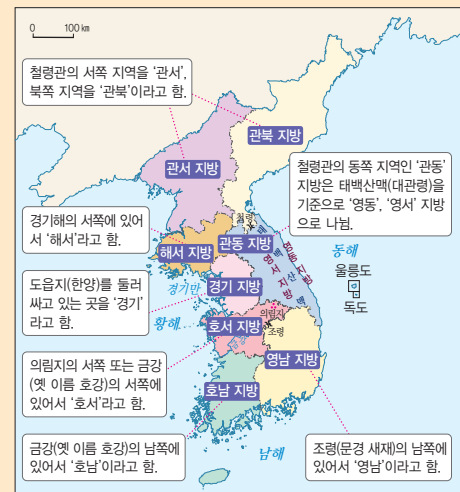 0 100 km
철령관의 서쪽 지역을 ‘관서’,
북쪽 지역을 ‘관북’이라고 함.
관북 지방
관서 지방
철령관의 동쪽 지역인 ‘관동’
지방은 태백산맥(대관령)을
기준으로 ‘영동’, ‘영서’ 지방
으로 나뉨.
철령
경기해의 서쪽에 있어
서 ‘해서’라고 함.
해서 지방
관동 지방
태백산맥
영동 지방
영서 지방
동해
울릉도
독도
도읍지(한양)를 둘러
싸고 있는 곳을 ‘경기’
라고 함.
경기만
경기 지방
황해
의림지
호서 지방
조령
금강
의림지의 서쪽 또는 금강
(옛 이름 호강)의 서쪽에
있어서 ‘호서’라고 함.
영남 지방
호남 지방
금강(옛 이름 호강)의 남쪽에
있어서 ‘호남’이라고 함.
남해
조령(문경 새재)의 남쪽에
있어서 ‘영남’이라고 함.